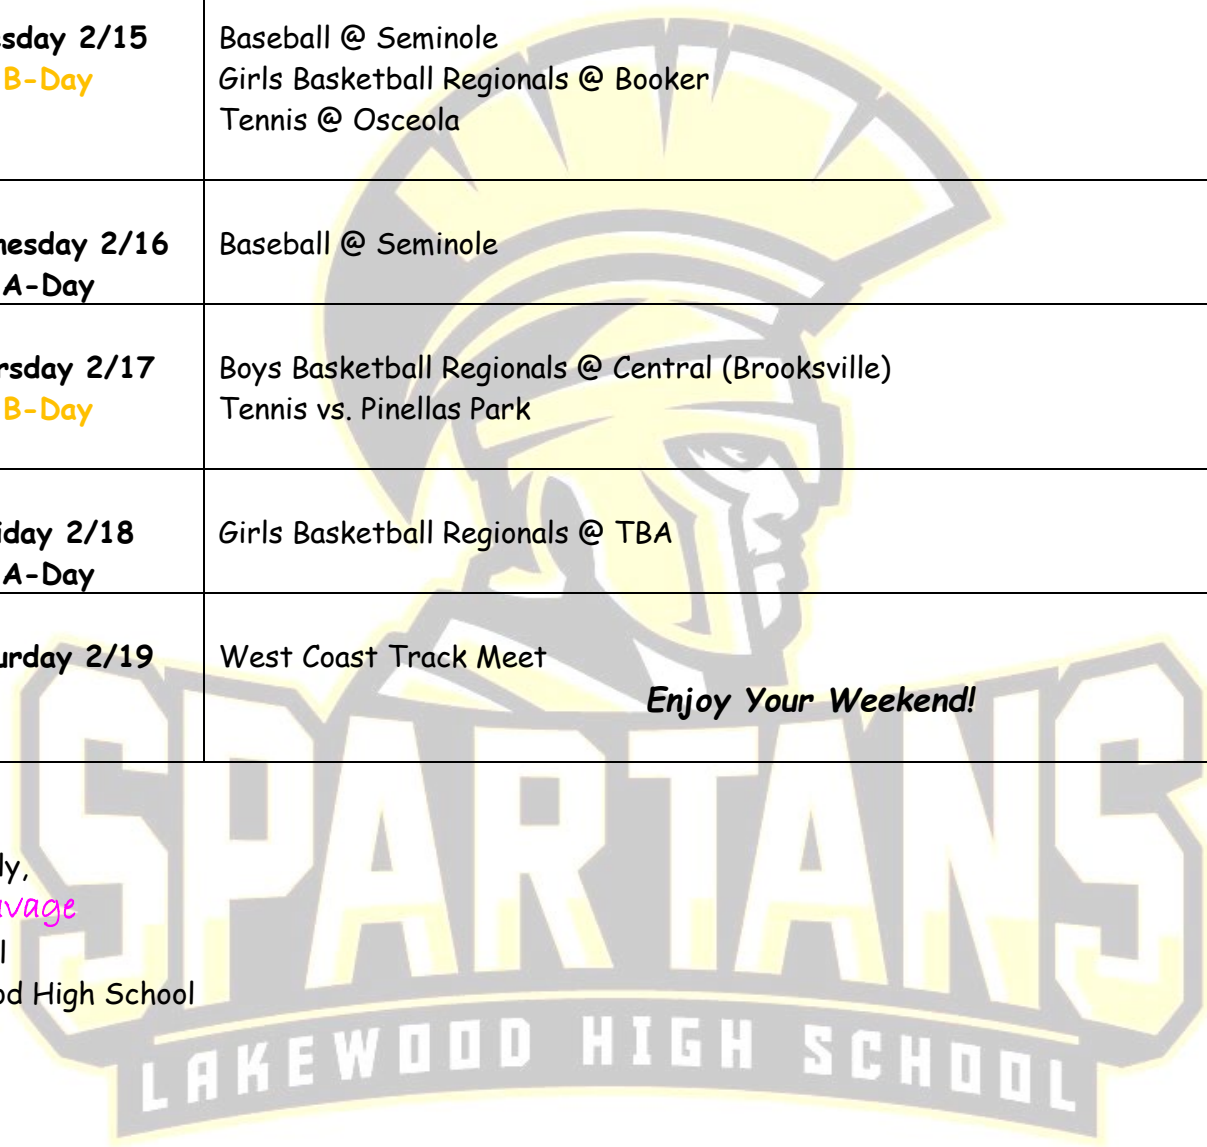 sday 2/15
B-Day
Baseball @ Seminole
Girls Basketball Regionals @ Booker
Tennis @ Osceola
nesday 2/16
A-Day
Baseball @ Seminole
rsday 2/17
B-Day
Boys Basketball Regionals @ Central (Brooksville)
Tennis vs. Pinellas Park
iday 2/18
A-Day
Girls Basketball Regionals @ TBA
urday 2/19
West Coast Track Meet
Enjoy Your Weekend!
ly,
avage
l
od High School
SPARTANS
LAKEWOOD HIGH SCHOOL